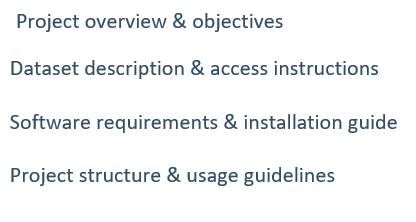 Project overview & objectives
Dataset description & access instructions
Software requirements & installation guide
Project structure & usage guidelines